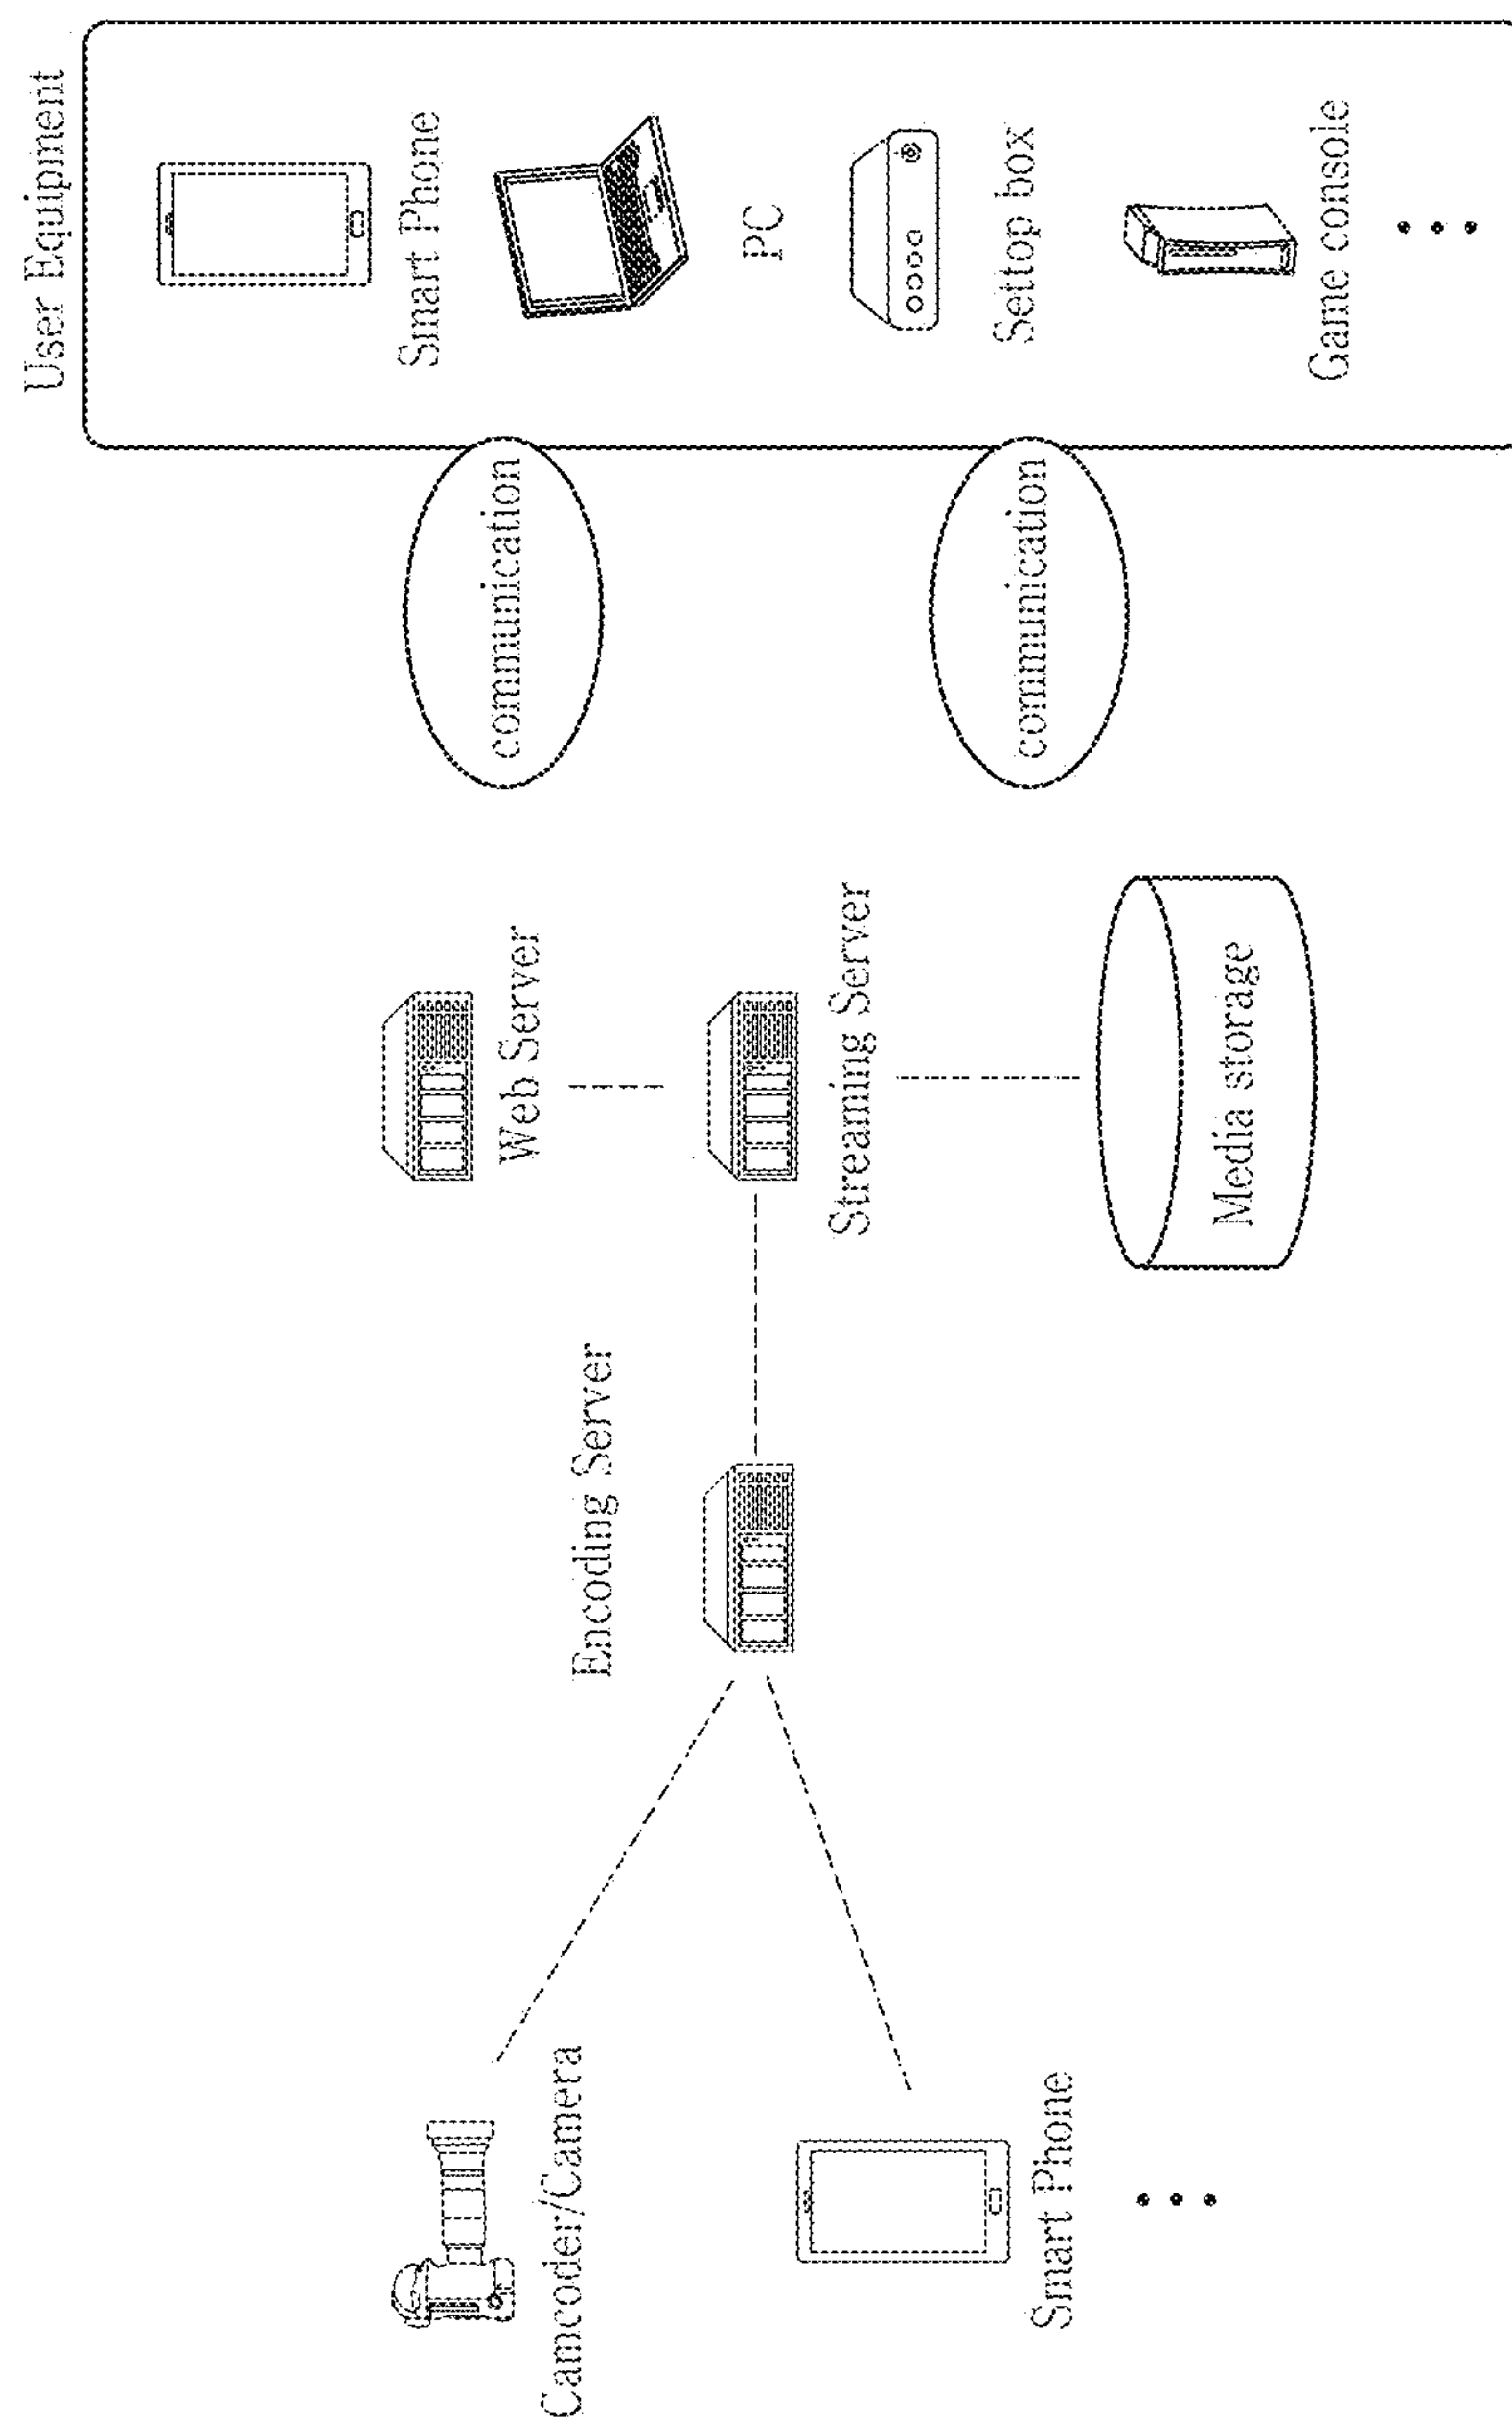 Camcoder/Camera
Smart Phone
Encoding Server
Web Server
Streaming Server
Media storage
communication
communication
User Equipment
Smart Phone
PC
Settop box
Game console